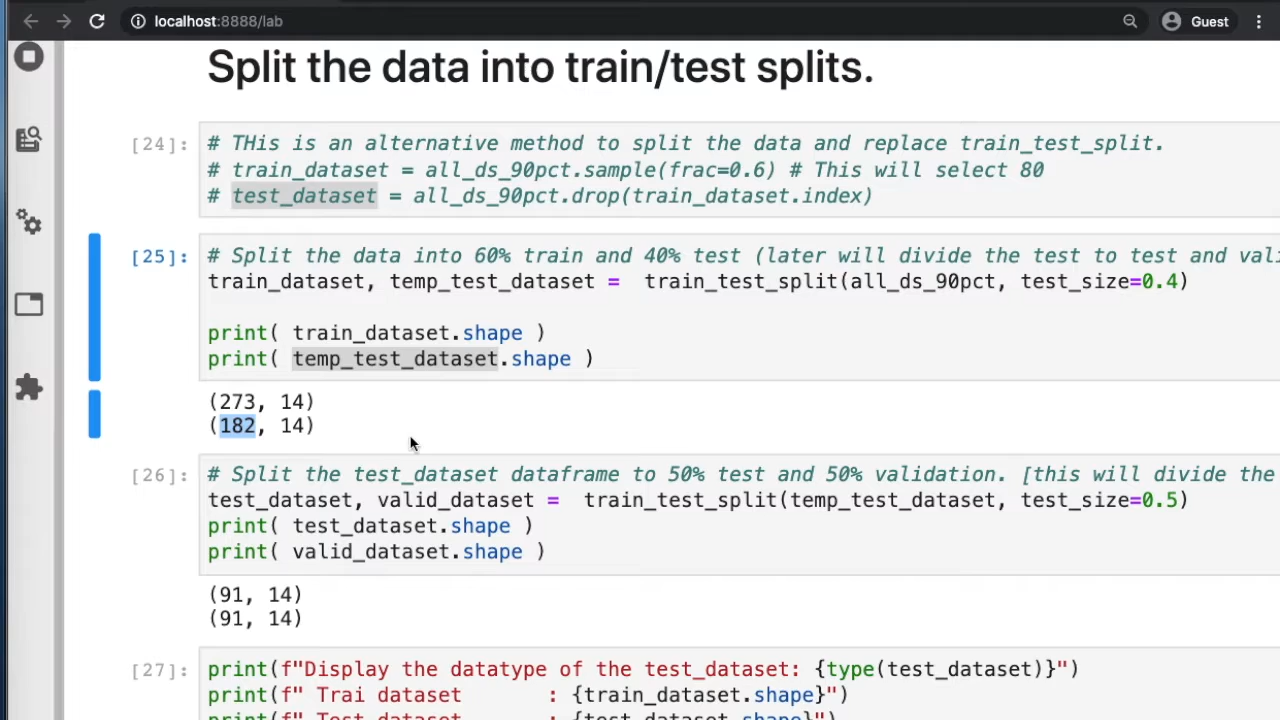 localhost:8888/lab
Guest
Split the data into train/test splits.
[24]: # THis is an alternative method to split the data and replace train_test_split.
# train_dataset = all_ds_90pct.sample(frac=0.6) # This will select 80
# test_dataset = all_ds_90pct.drop(train_dataset.index)
[25]: # Split the data into 60% train and 40% test (later will divide the test to test and vali
train_dataset, temp_test_dataset =  train_test_split(all_ds_90pct, test_size=0.4)
print( train_dataset.shape )
print( temp_test_dataset.shape )
(273, 14)
(182, 14)
[26]: # Split the test_dataset dataframe to 50% test and 50% validation. [this will divide the
test_dataset, valid_dataset =  train_test_split(temp_test_dataset, test_size=0.5)
print( test_dataset.shape )
print( valid_dataset.shape )
(91, 14)
(91, 14)
[27]: print(f"Display the datatype of the test_dataset: {type(test_dataset)}")
print(f" Trai dataset       : {train_dataset.shape}")
print(f" Test dataset       : {test_dataset.shape}")